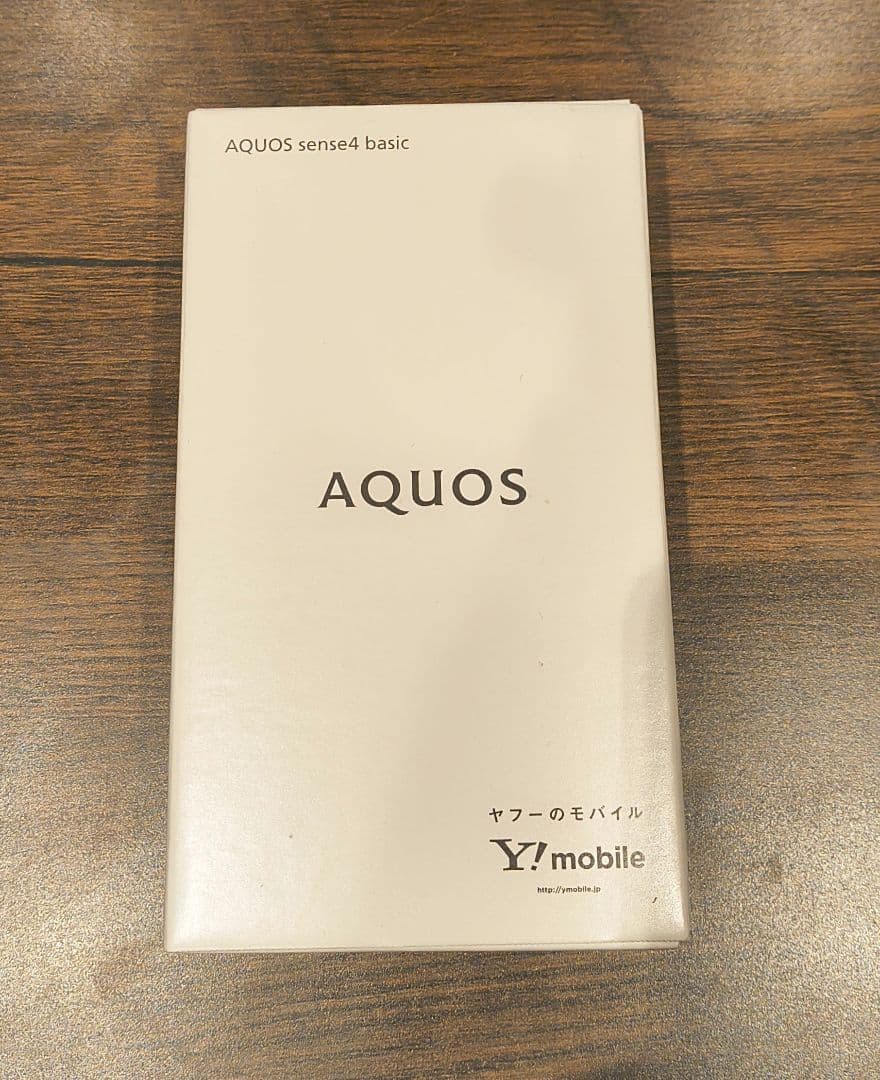 AQUOS sense4 basic
AQUOS
ヤフーのモバイル
Y!mobile
http://ymobile.jp